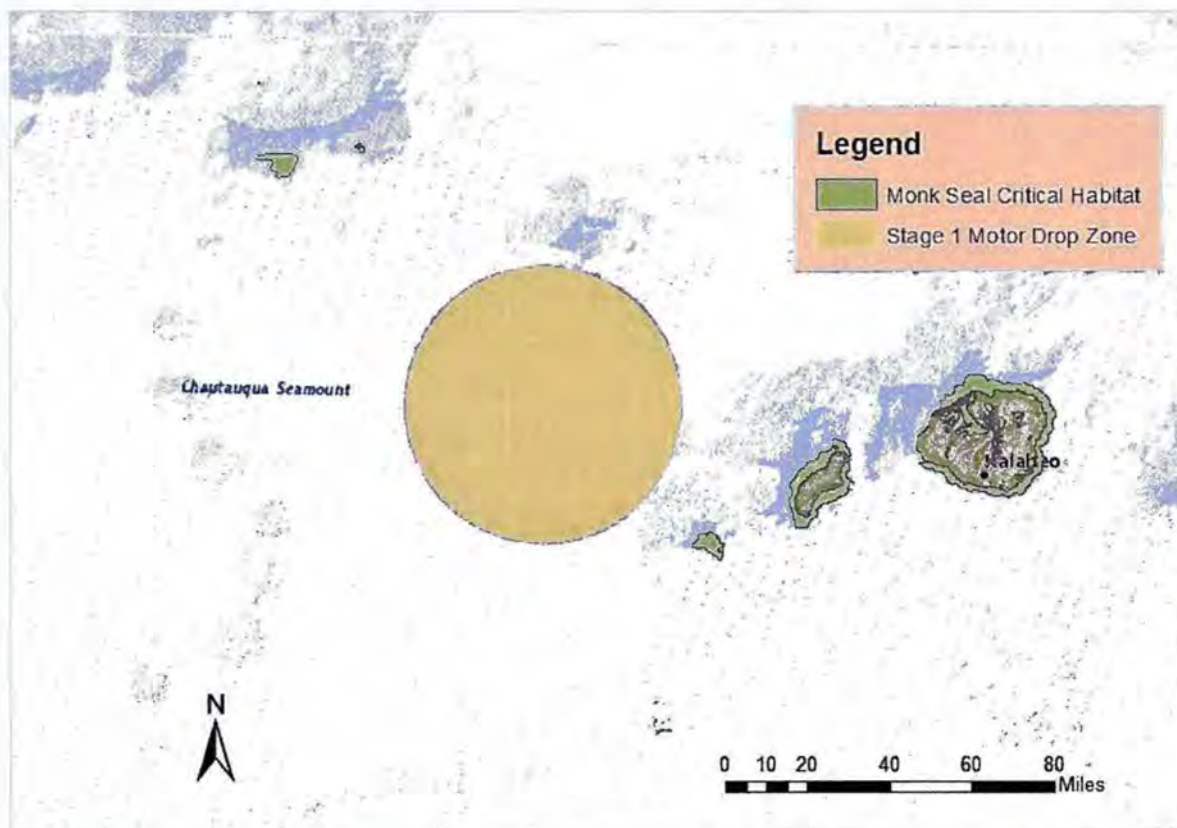 Legend
Monk Seal Critical Habitat
Stage 1 Motor Drop Zone
Chautauqua Seamount
Kalaheo
N
0 10 20 40 60 80
Miles